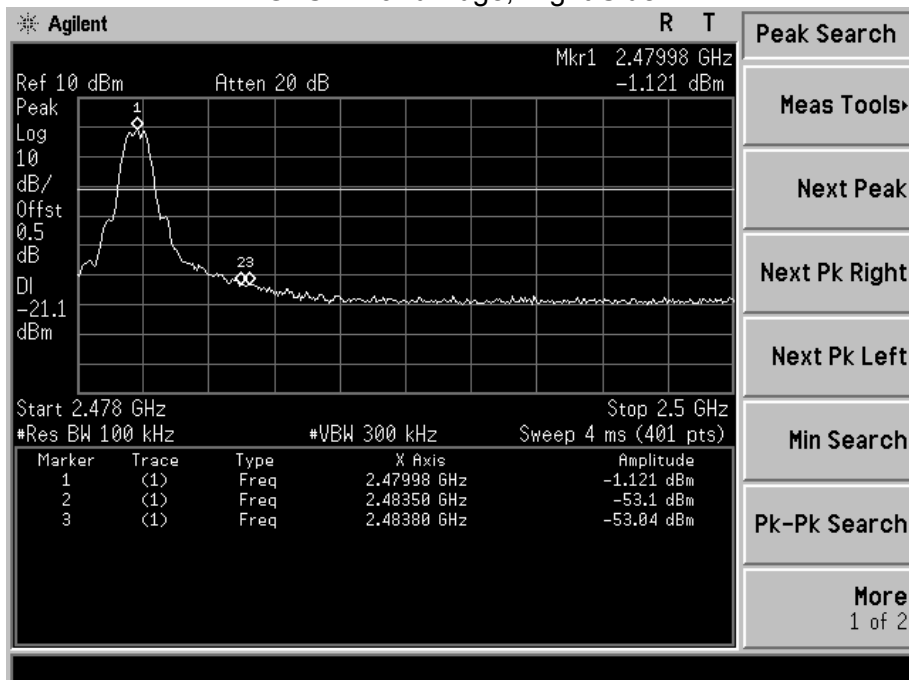 Agilent R T
Peak Search
Mkr1 2.47998 GHz
Ref 10 dBm Atten 20 dB -1.121 dBm
Peak
Log
10
dB/
Offst
0.5
dB
DI
-21.1
dBm
1
23
Start 2.478 GHz Stop 2.5 GHz
#Res BW 100 kHz #VBW 300 kHz Sweep 4 ms (401 pts)
Marker Trace Type X Axis Amplitude
1 (1) Freq 2.47998 GHz -1.121 dBm
2 (1) Freq 2.48350 GHz -53.1 dBm
3 (1) Freq 2.48380 GHz -53.04 dBm
Meas Tools
Next Peak
Next Pk Right
Next Pk Left
Min Search
Pk-Pk Search
More
1 of 2